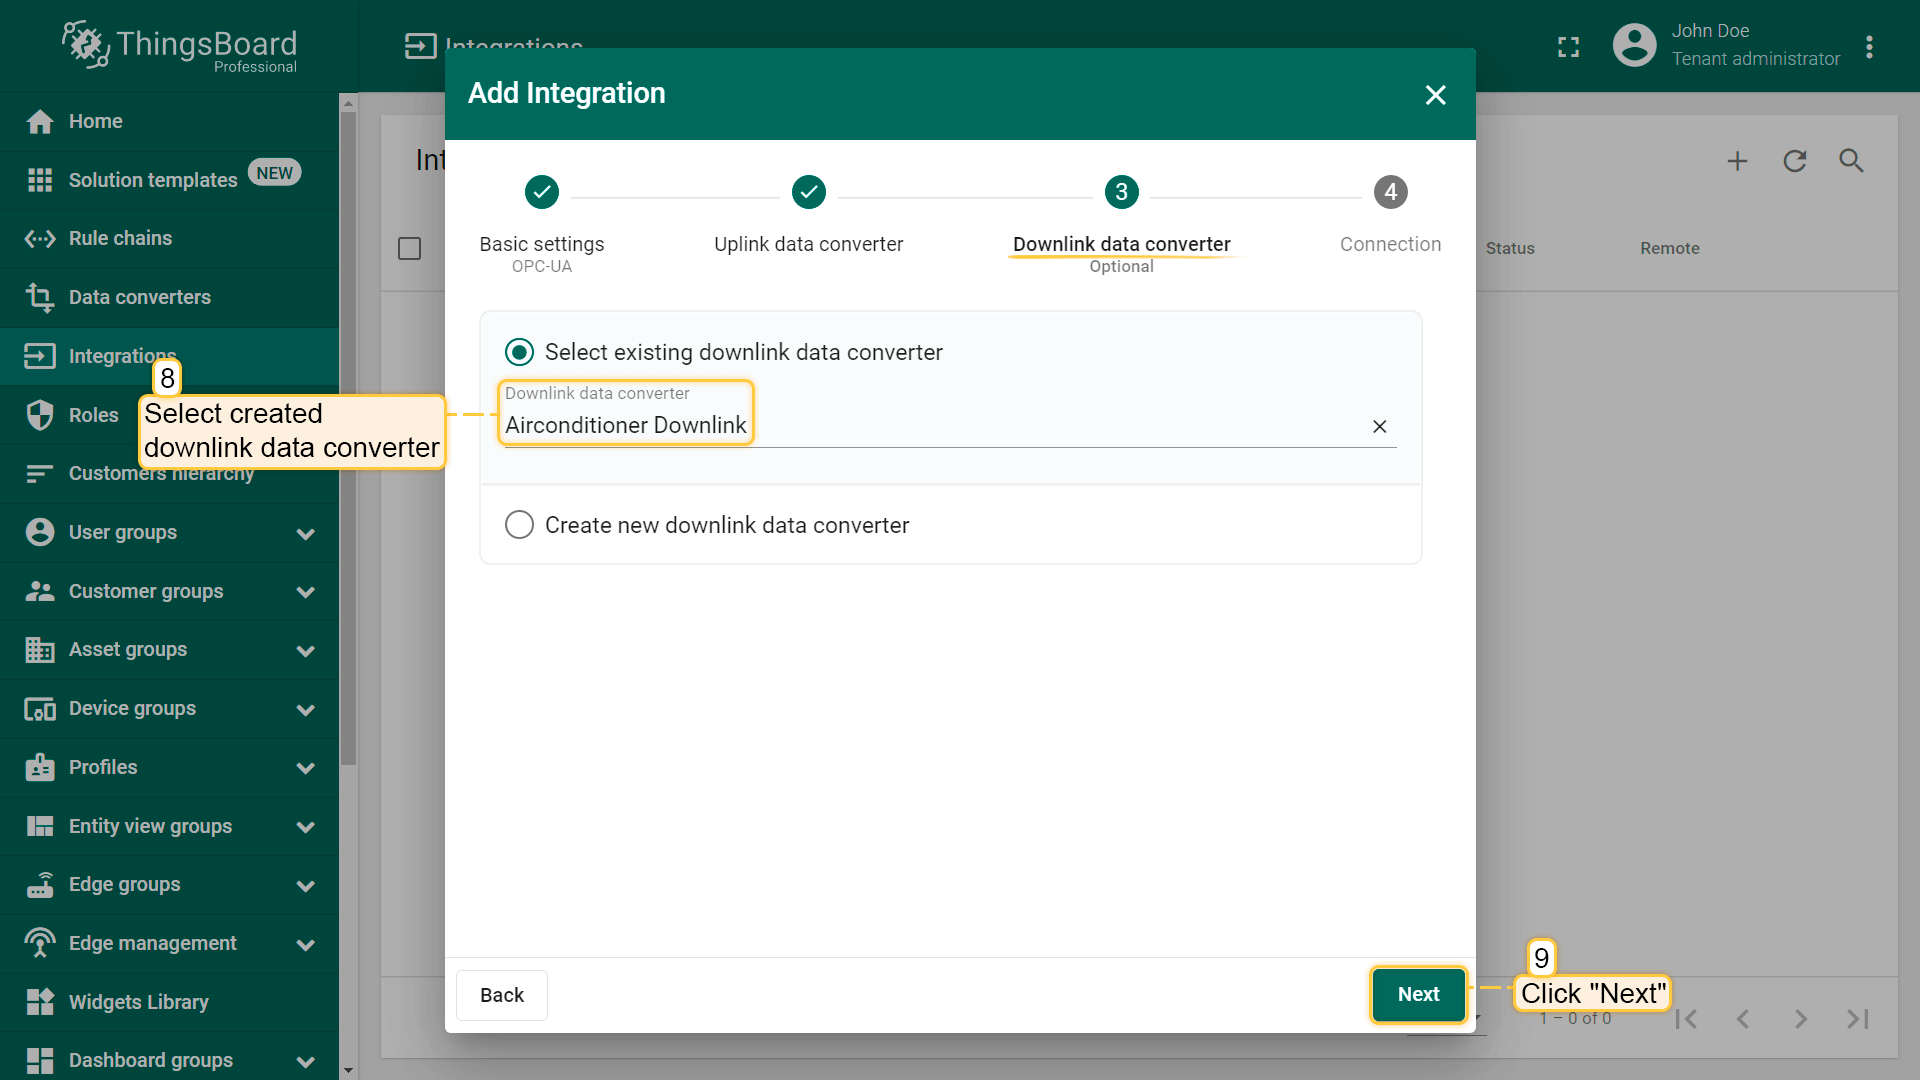 ThingsBoard
Professional
Integrations
John Doe
Tenant administrator
Home
Solution templates NEW
Rule chains
Data converters
Integrations
Roles
Customers hierarchy
User groups
Customer groups
Asset groups
Device groups
Profiles
Entity view groups
Edge groups
Edge management
Widgets Library
Dashboard groups
8
Select created
downlink data converter
Int
Status
Remote
Add Integration
3
4
Basic settings
OPC-UA
Uplink data converter
Downlink data converter
Optional
Connection
Select existing downlink data converter
Downlink data converter
Airconditioner Downlink
Create new downlink data converter
Back
Next
9
Click "Next"
1 – 0 of 0